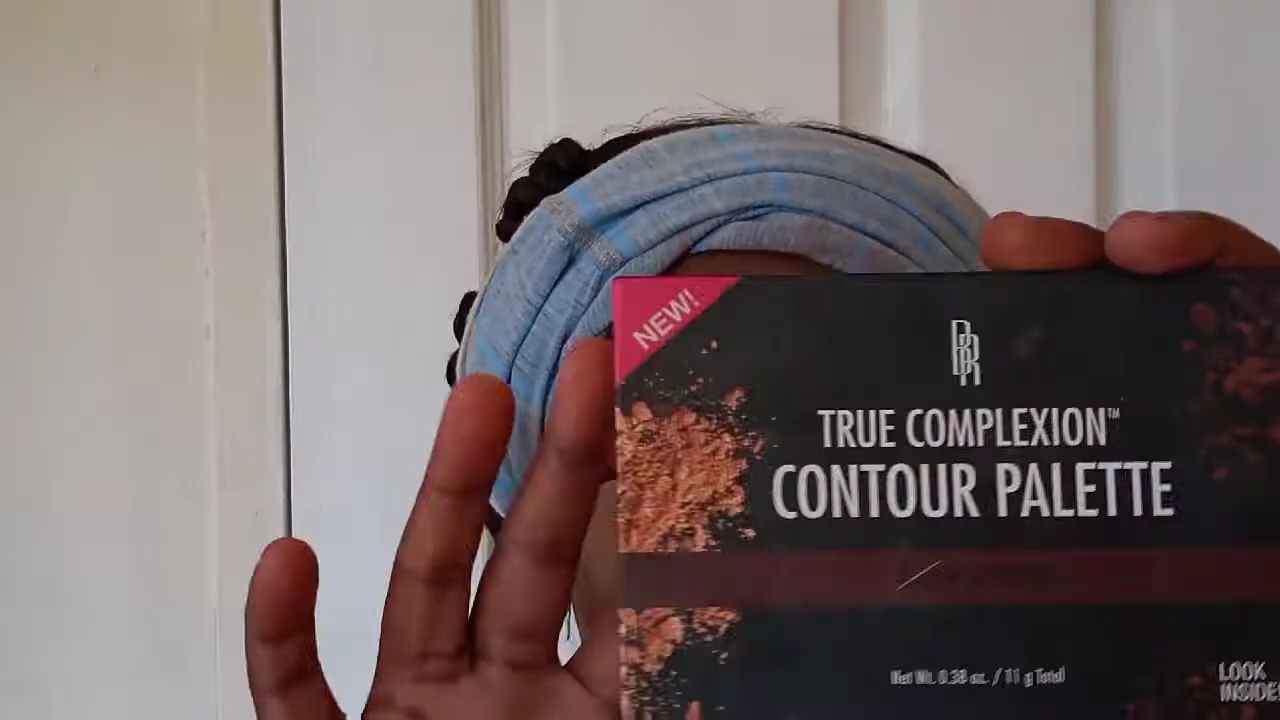 NEW!
BR
TRUE COMPLEXION™
CONTOUR PALETTE
Net Wt. 0.38 oz. / 11 g Total
LOOK
INSIDE!